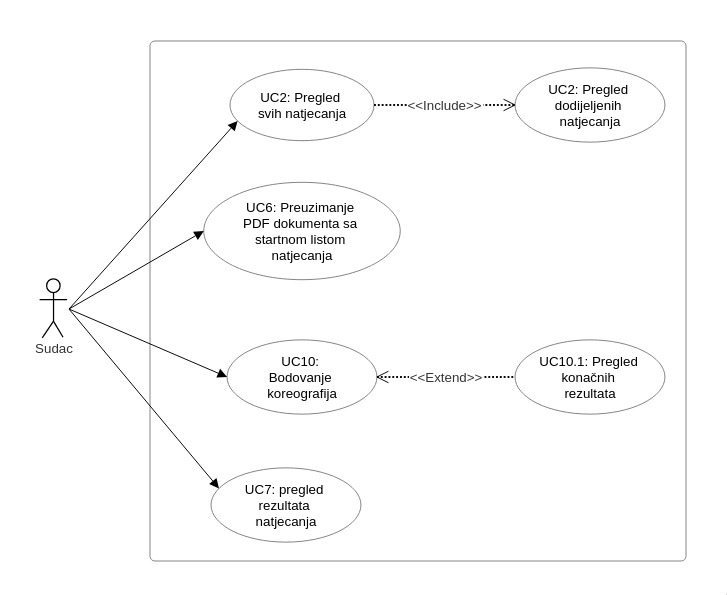 UC2: Pregled
svih natjecanja
<<Include>>
UC2: Pregled
dodijeljenih
natjecanja
UC6: Preuzimanje
PDF dokumenta sa
startnom listom
natjecanja
Sudac
UC10:
Bodovanje
koreografija
<<Extend>>
UC10.1: Pregled
konačnih
rezultata
UC7: pregled
rezultata
natjecanja